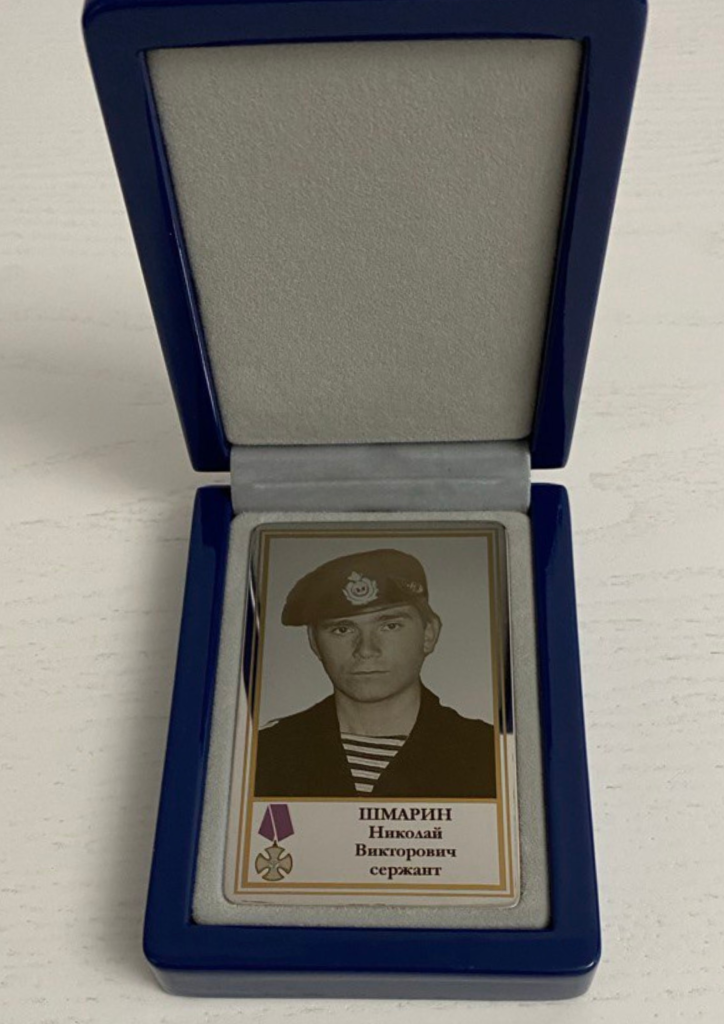 ШМАРИН
Николай
Викторович
сержант